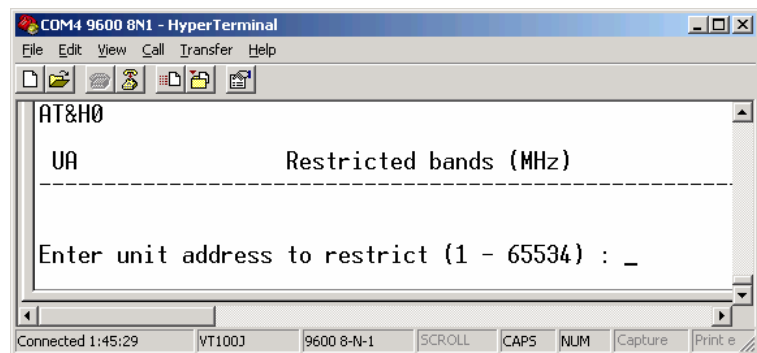 COM4 9600 8N1 - HyperTerminal
File Edit View Call Transfer Help
AT&H0
UA Restricted bands (MHz)
--------------------------------------------------------------
Enter unit address to restrict (1 - 65534) : _
Connected 1:45:29 VT100J 9600 8-N-1 SCROLL CAPS NUM Capture Print e